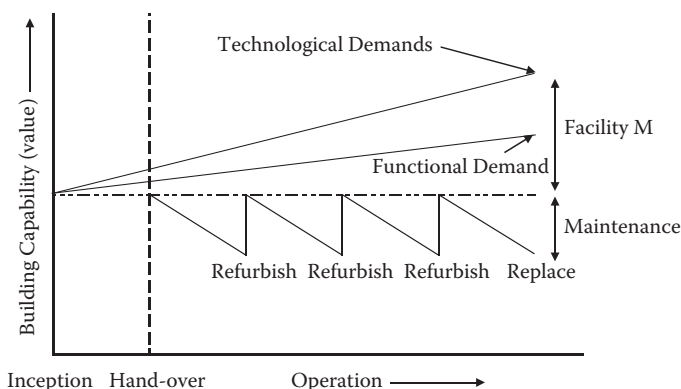 Technological Demands
Building Capability (value)
Facility M
Functional Demand
Maintenance
Refurbish Refurbish Refurbish Replace
Inception Hand-over Operation